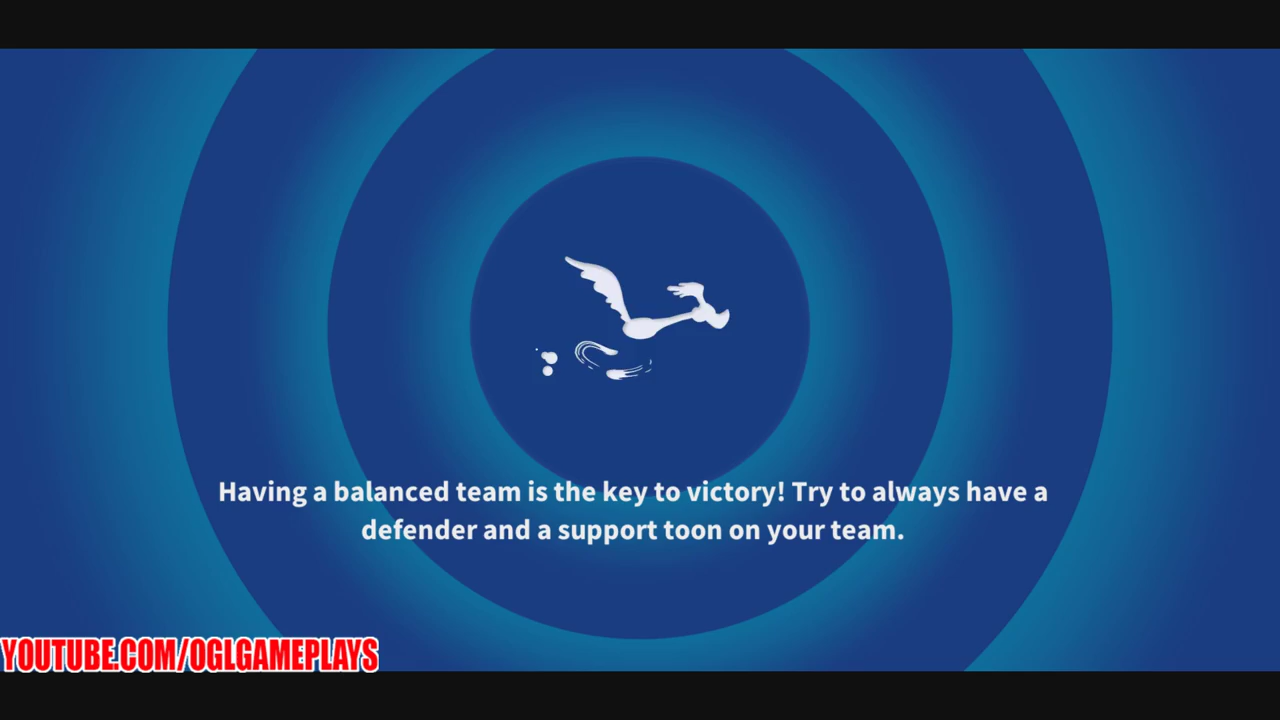 Having a balanced team is the key to victory! Try to always have a
defender and a support toon on your team.
YOUTUBE.COM/OGLGAMEPLAYS